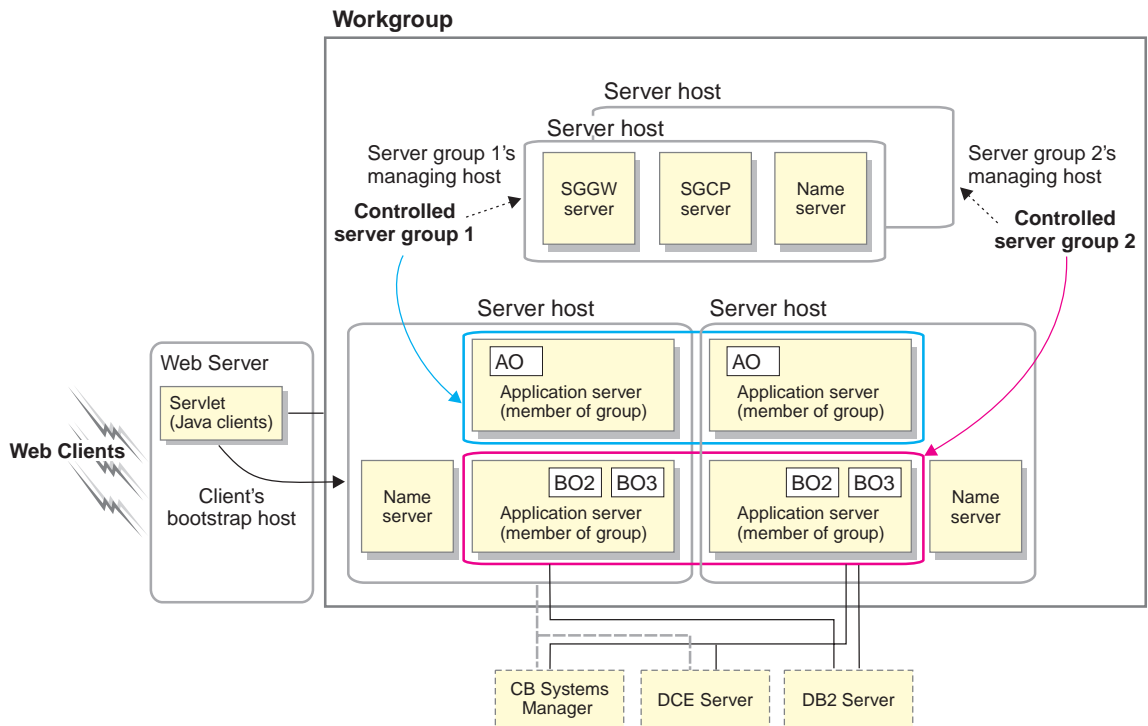 Workgroup
Server host
Server host
Server group 1's
managing host
Controlled
server group 1
SGGW
server
SGCP
server
Name
server
Server group 2's
managing host
Controlled
server group 2
Server host
Server host
Web Server
Servlet
(Java clients)
Web Clients
Client's
bootstrap host
AO
Application server
(member of group)
AO
Application server
(member of group)
Name
server
BO2
BO3
Application server
(member of group)
BO2
BO3
Application server
(member of group)
Name
server
CB Systems
Manager
DCE Server
DB2 Server